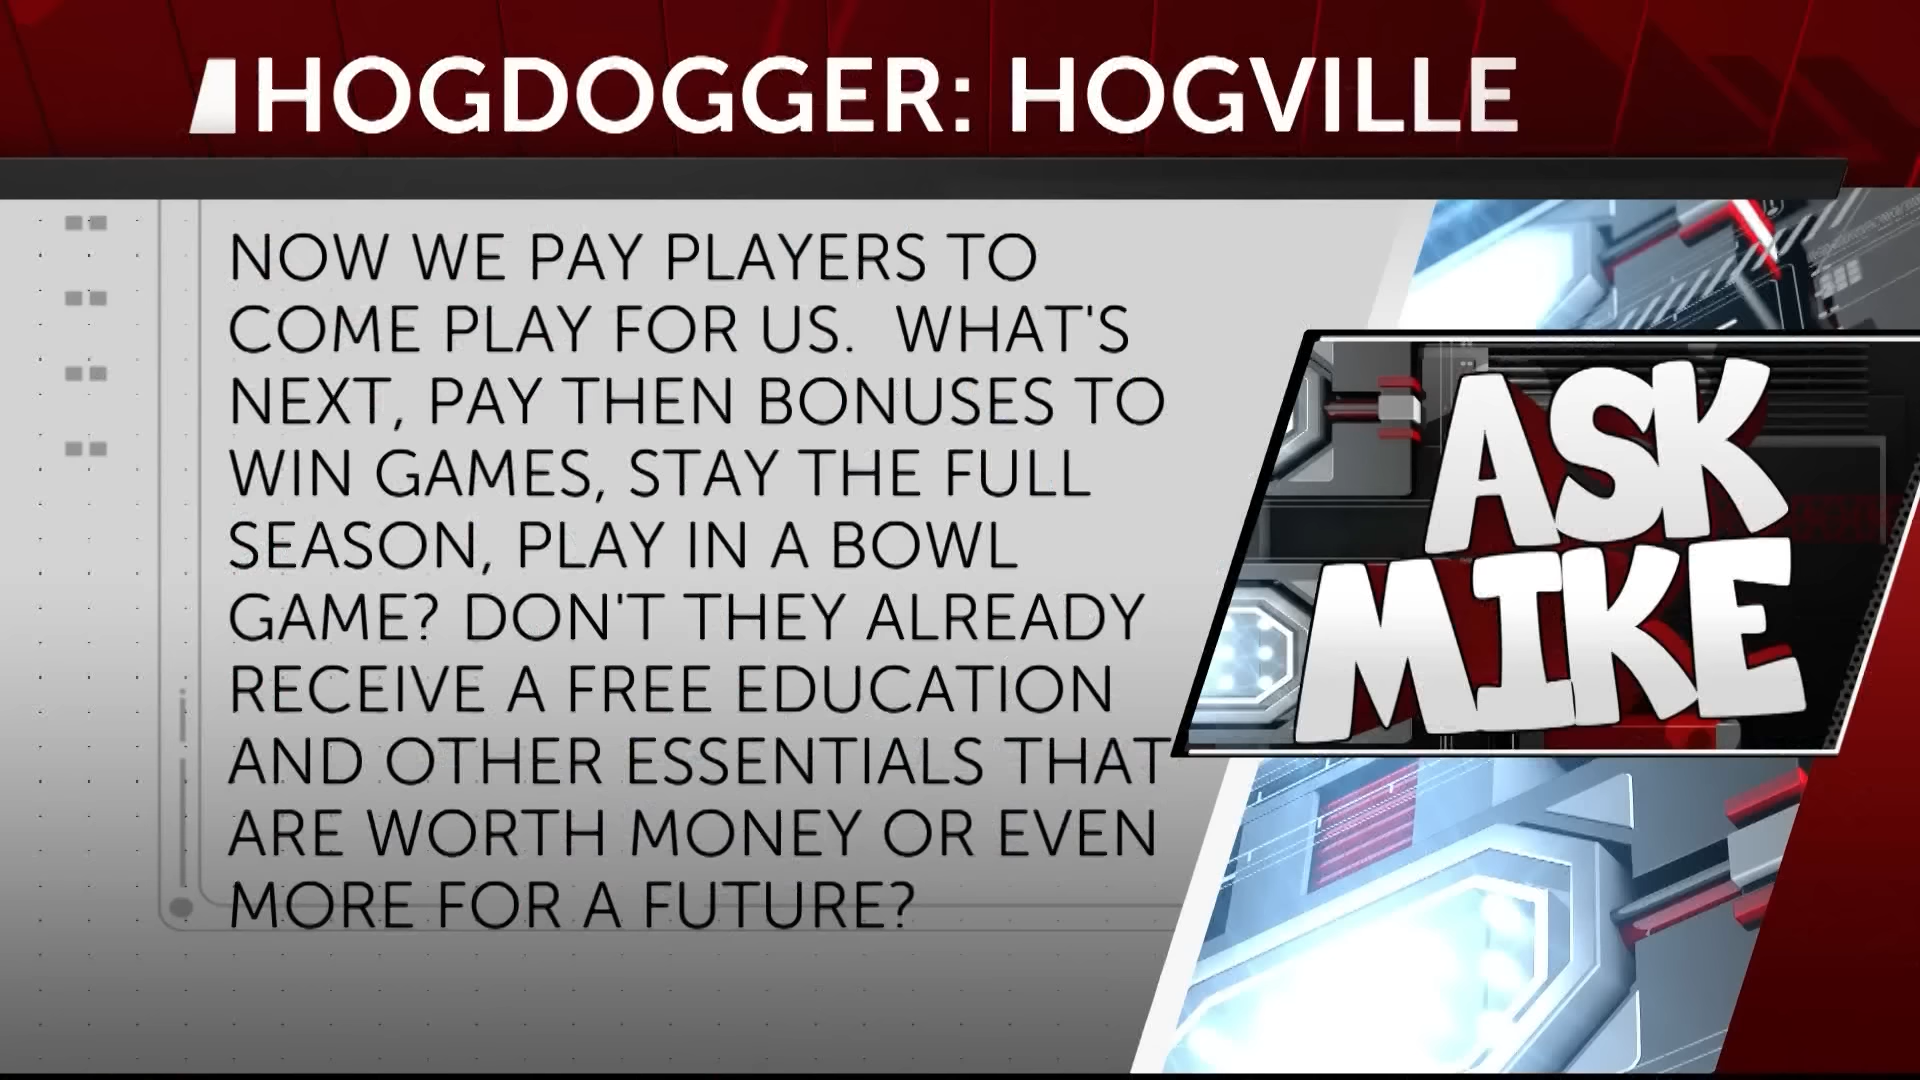 HOGDOGGER: HOGVILLE
NOW WE PAY PLAYERS TO
COME PLAY FOR US.  WHAT'S
NEXT, PAY THEN BONUSES TO
WIN GAMES, STAY THE FULL
SEASON, PLAY IN A BOWL
GAME? DON'T THEY ALREADY
RECEIVE A FREE EDUCATION
AND OTHER ESSENTIALS THAT
ARE WORTH MONEY OR EVEN
MORE FOR A FUTURE?
ASK
MIKE